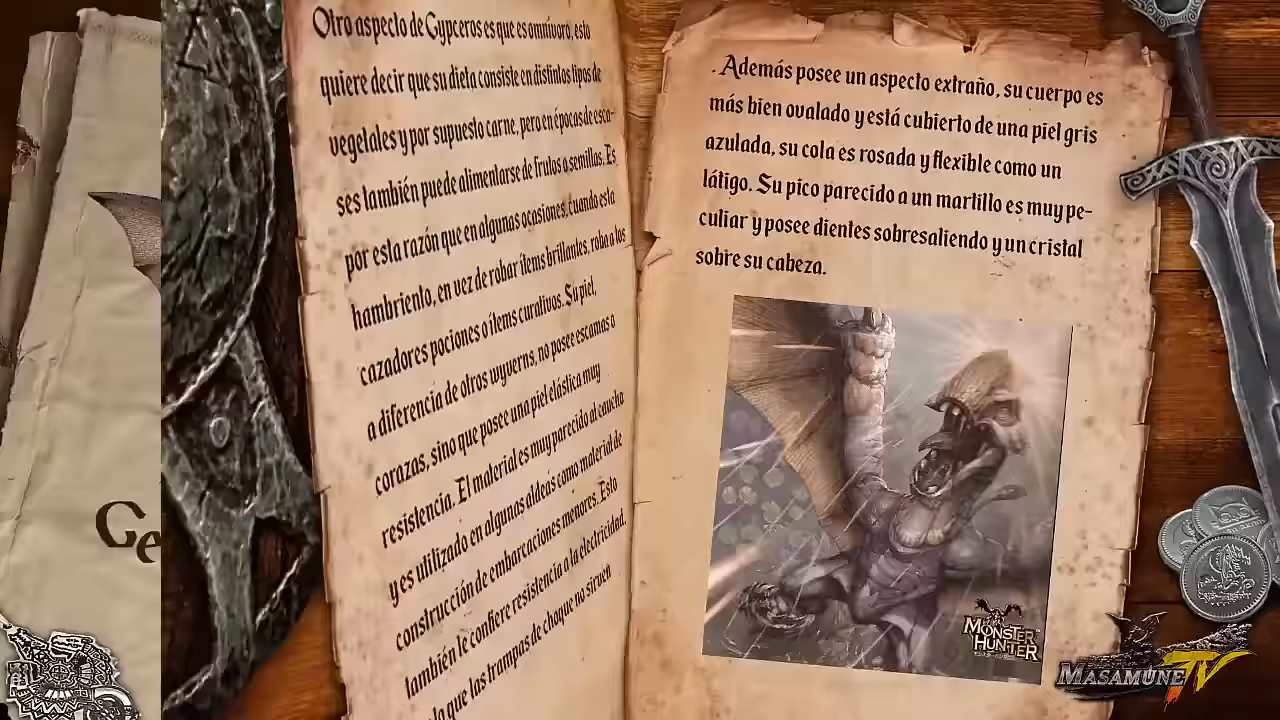 Otro aspecto de Gypceros es que es omnívoro, esto
quiere decir que su dieta consiste en distintos tipos de
vegetales y por supuesto carne, pero en épocas de esca-
ses también puede alimentarse de frutos o semillas. Es
por esta razón que en algunas ocasiones, cuando esta
hambriento, en vez de robar ítems brillantes, roba a los
cazadores pociones o ítems curativos. Su piel,
a diferencia de otros wyverns, no posee escamas o
corazas, sino que posee una piel elástica muy
resistencia. El material es muy parecido al caucho
y es utilizado en algunas aldeás como material de
construcción de embarcaciones menores. Esto
también le confiere resistencia a la electricidad,
lo que las trampas de choque no sirven
. Además posee un aspecto extraño, su cuerpo es
más bien ovalado y está cubierto de una piel gris
azulada, su cola es rosada y flexible como un
látigo. Su pico parecido a un martillo es muy pe-
culiar y posee dientes sobresaliendo y un cristal
sobre su cabeza.
Ge
MONSTER
HUNTER
MASAMUNE TV